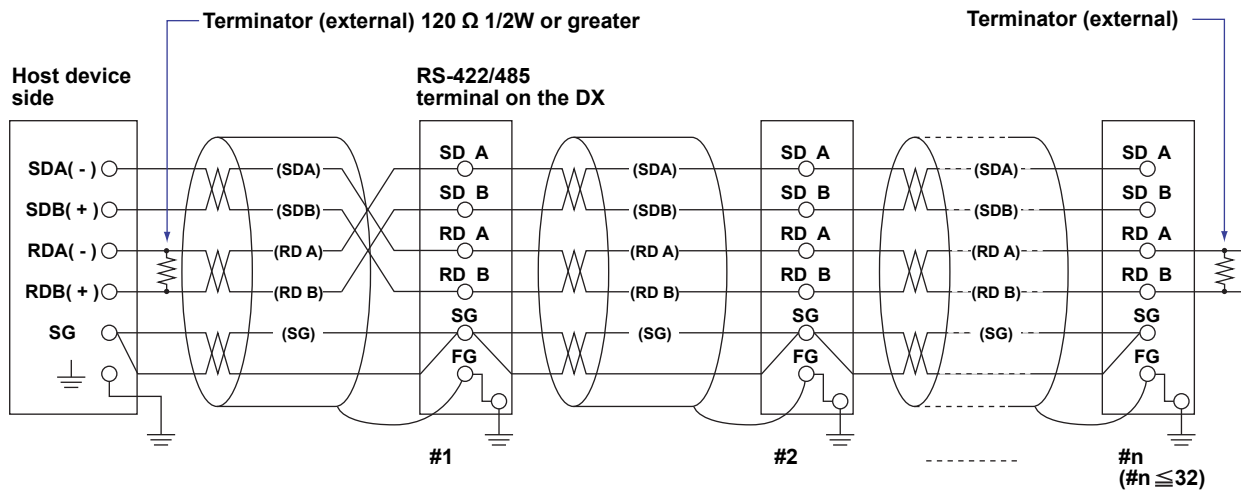 Terminator (external) 120 Ω 1/2W or greater
Terminator (external)
Host device
side
RS-422/485
terminal on the DX
SDA( - )
SDB( + )
RDA( - )
RDB( + )
SG
(SDA)
(SDB)
(RD A)
(RD B)
(SG)
SD A
SD B
RD A
RD B
SG
FG
(SDA)
(SDB)
(RD A)
(RD B)
(SG)
SD A
SD B
RD A
RD B
SG
FG
(SDA)
(SDB)
(RD A)
(RD B)
(SG)
SD A
SD B
RD A
RD B
SG
FG
#1
#2
#n
(#n ≦32)